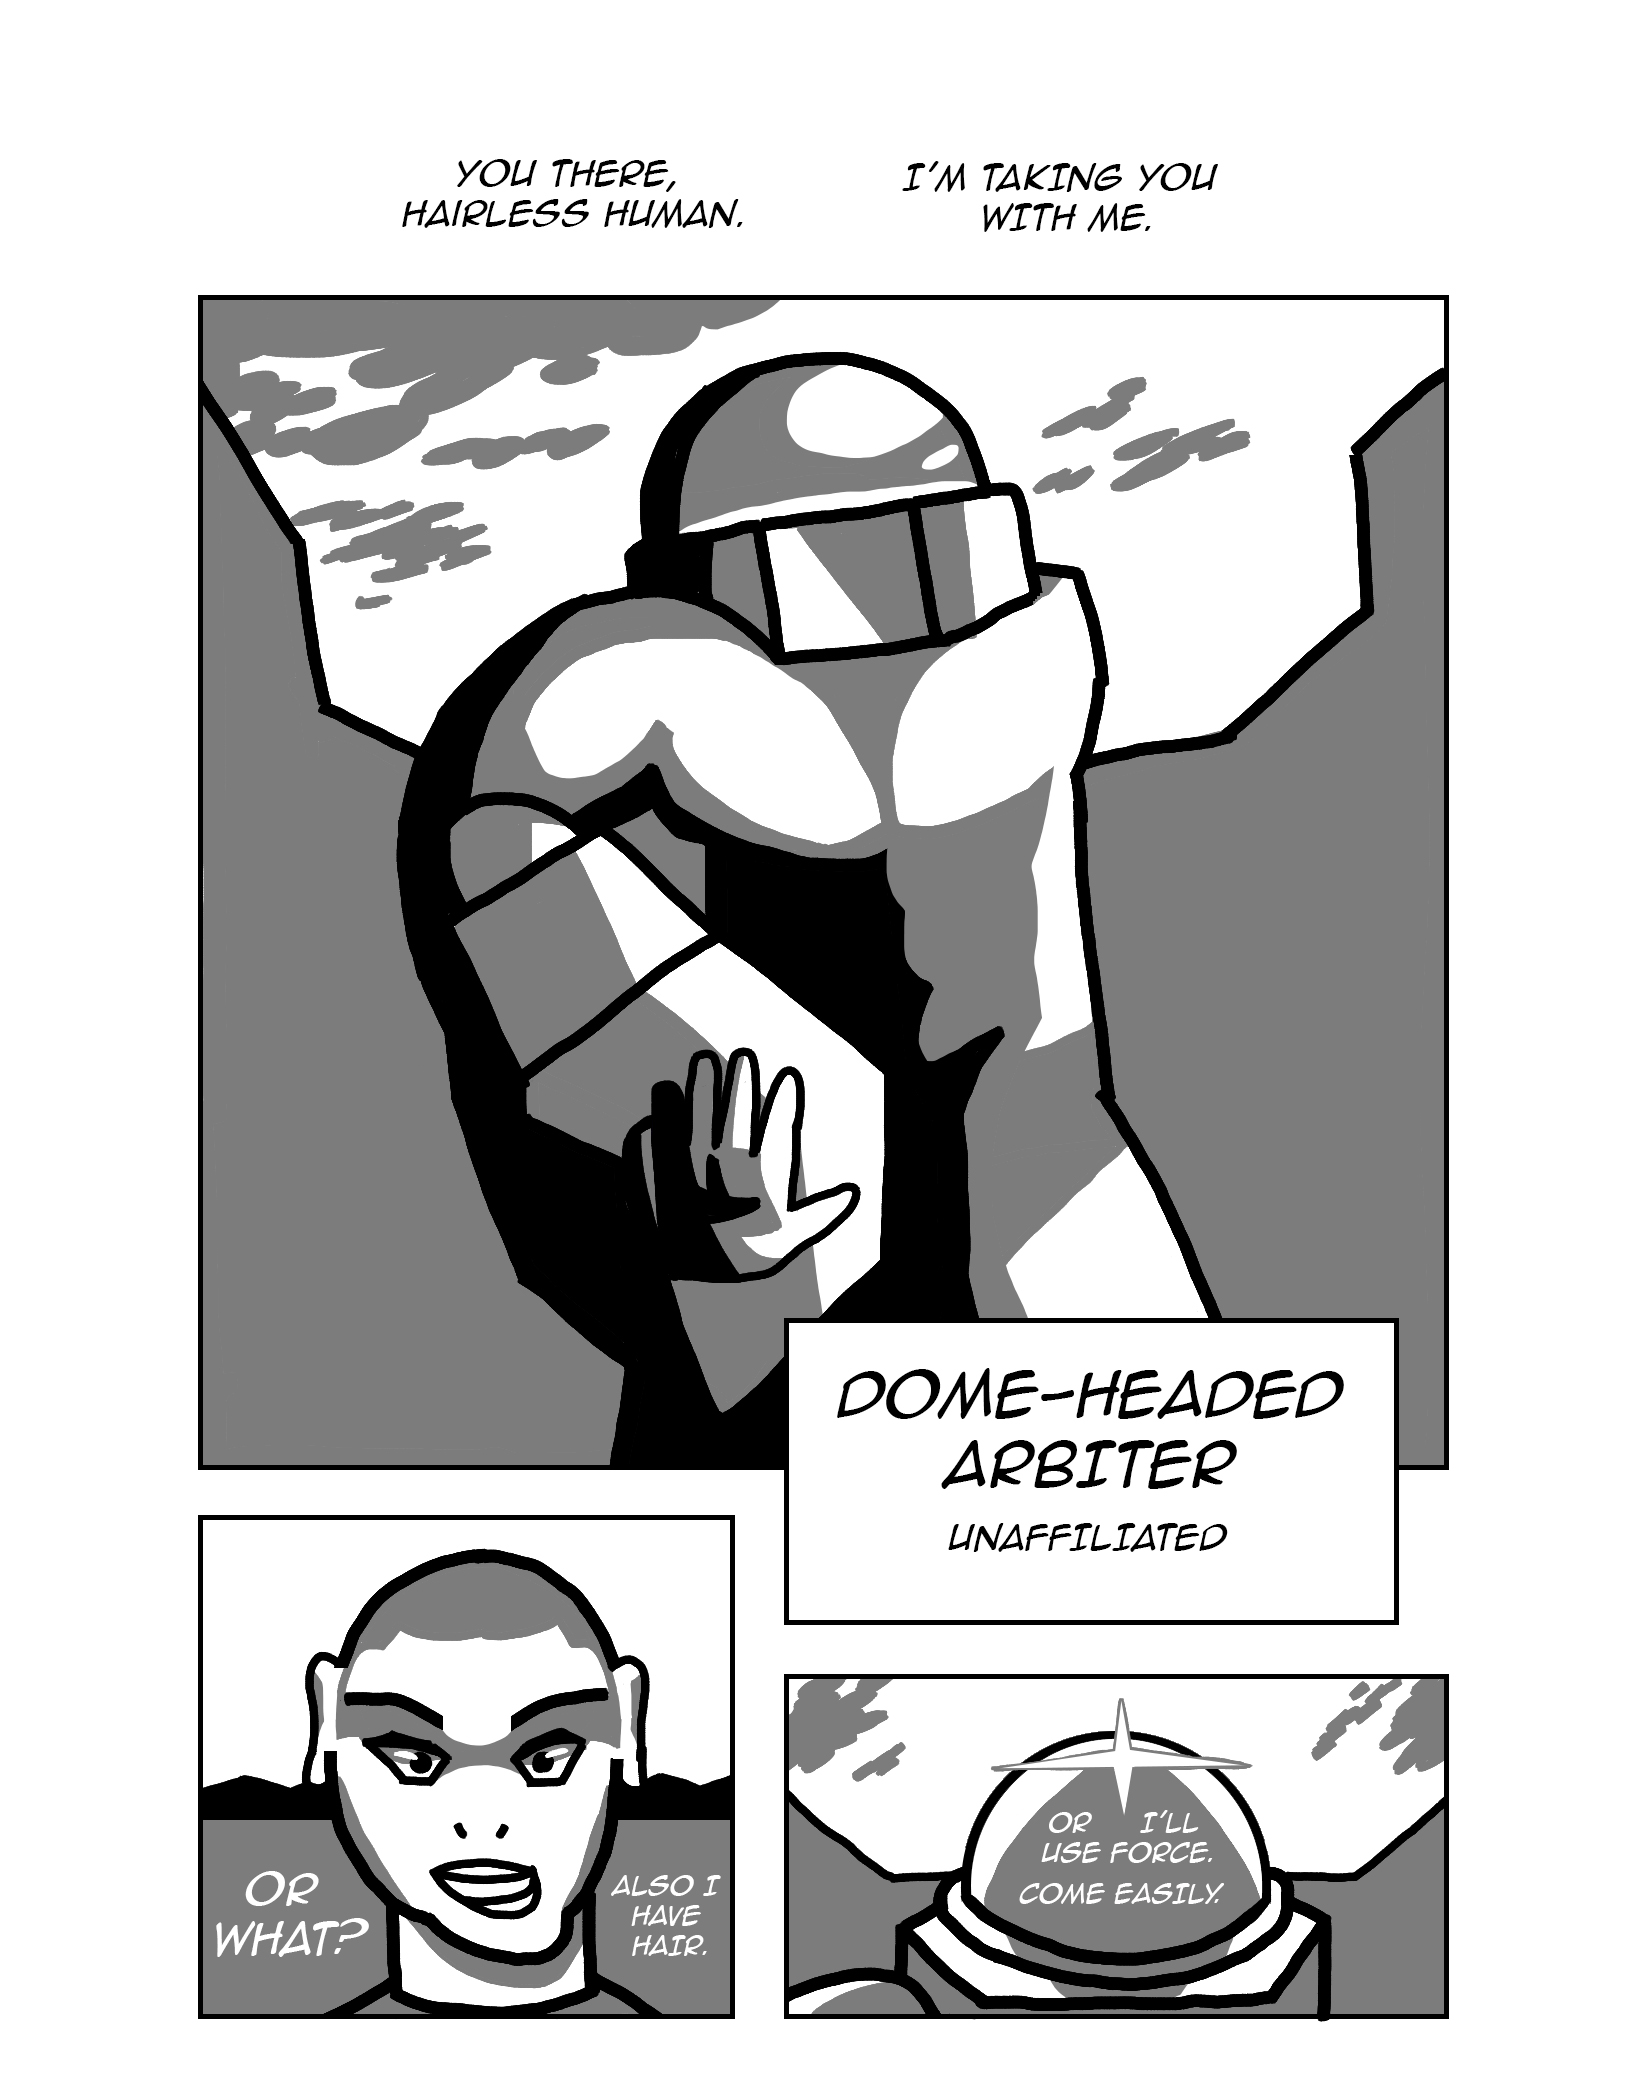 YOU THERE,
HAIRLESS HUMAN.
I'M TAKING YOU
WITH ME.
DOME-HEADED
ARBITER
UNAFFILIATED
OR
WHAT?
ALSO I
HAVE
HAIR.
OR I'LL
USE FORCE.
COME EASILY.